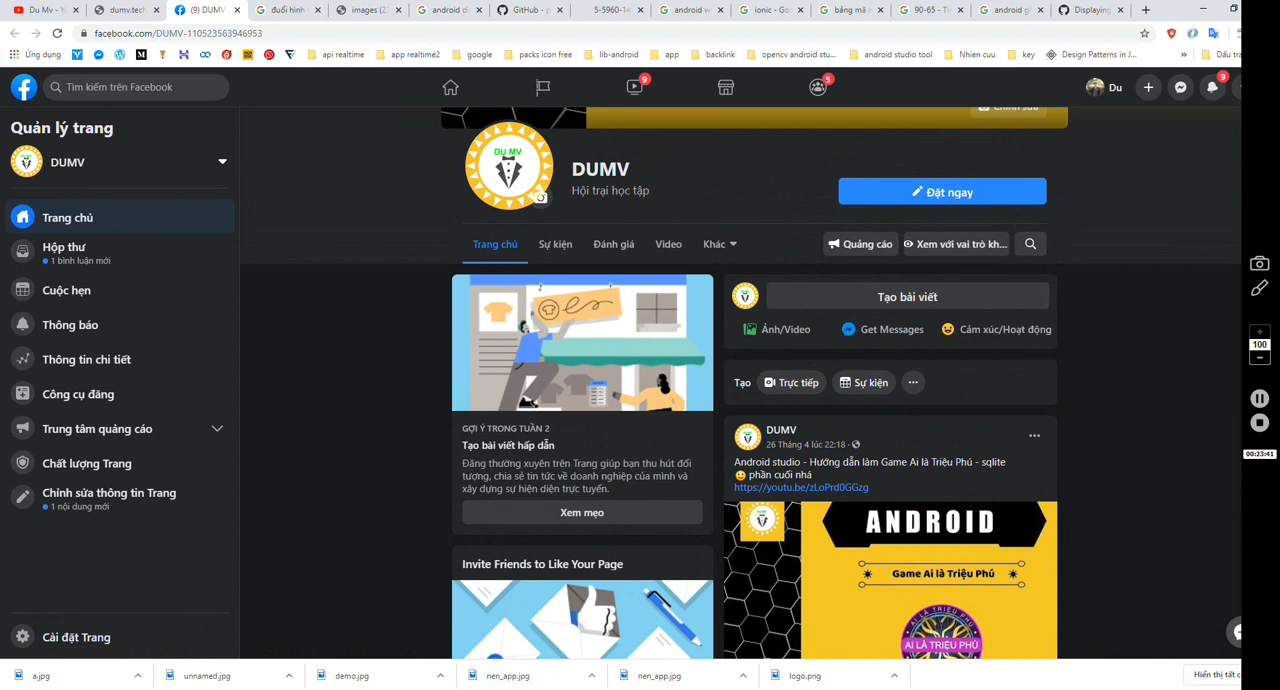 Du Mv - Y
dumv.tech
(9) DUMV
đuổi hình
images (2
android di
GitHub - p
5-5960-14
android w
ionic - Goo
bảng mã
90-65 - Ti
android g
Displaying
facebook.com/DUMV-110523563946953
Ứng dụng
api realtime
app realtime2
google
packs icon free
lib-android
app
backlink
opencv android stu...
android studio tool
Nhien cuu
key
Design Patterns in J...
»
Dấu tra
Tìm kiếm trên Facebook
9
5
Du
9
Quản lý trang
DUMV
Trang chủ
Hộp thư
1 bình luận mới
Cuộc hẹn
Thông báo
Thông tin chi tiết
Công cụ đăng
Trung tâm quảng cáo
Chất lượng Trang
Chỉnh sửa thông tin Trang
1 nội dung mới
Cài đặt Trang
Chỉnh sửa
DU MV
DUMV
Hội trại học tập
Đặt ngay
Trang chủ
Sự kiện
Đánh giá
Video
Khác
Quảng cáo
Xem với vai trò kh...
GỢI Ý TRONG TUẦN 2
Tạo bài viết hấp dẫn
Đăng thường xuyên trên Trang giúp bạn thu hút đối
tượng, chia sẻ tin tức về doanh nghiệp của mình và
xây dựng sự hiện diện trực tuyến.
Xem mẹo
Invite Friends to Like Your Page
Tạo bài viết
Ảnh/Video
Get Messages
Cảm xúc/Hoạt động
Tạo
Trực tiếp
Sự kiện
DUMV
26 Tháng 4 lúc 22:18 ·
Android studio - Hướng dẫn làm Game Ai là Triệu Phú - sqlite
😀 phần cuối nhá
https://youtu.be/zLoPrd0GGzg
ANDROID
Game Ai là Triệu Phú
AI LÀ TRIỆU PHÚ
100
00:23:41
a.jpg
unnamed.jpg
demo.jpg
nen_app.jpg
nen_app.jpg
logo.png
Hiển thị tất c